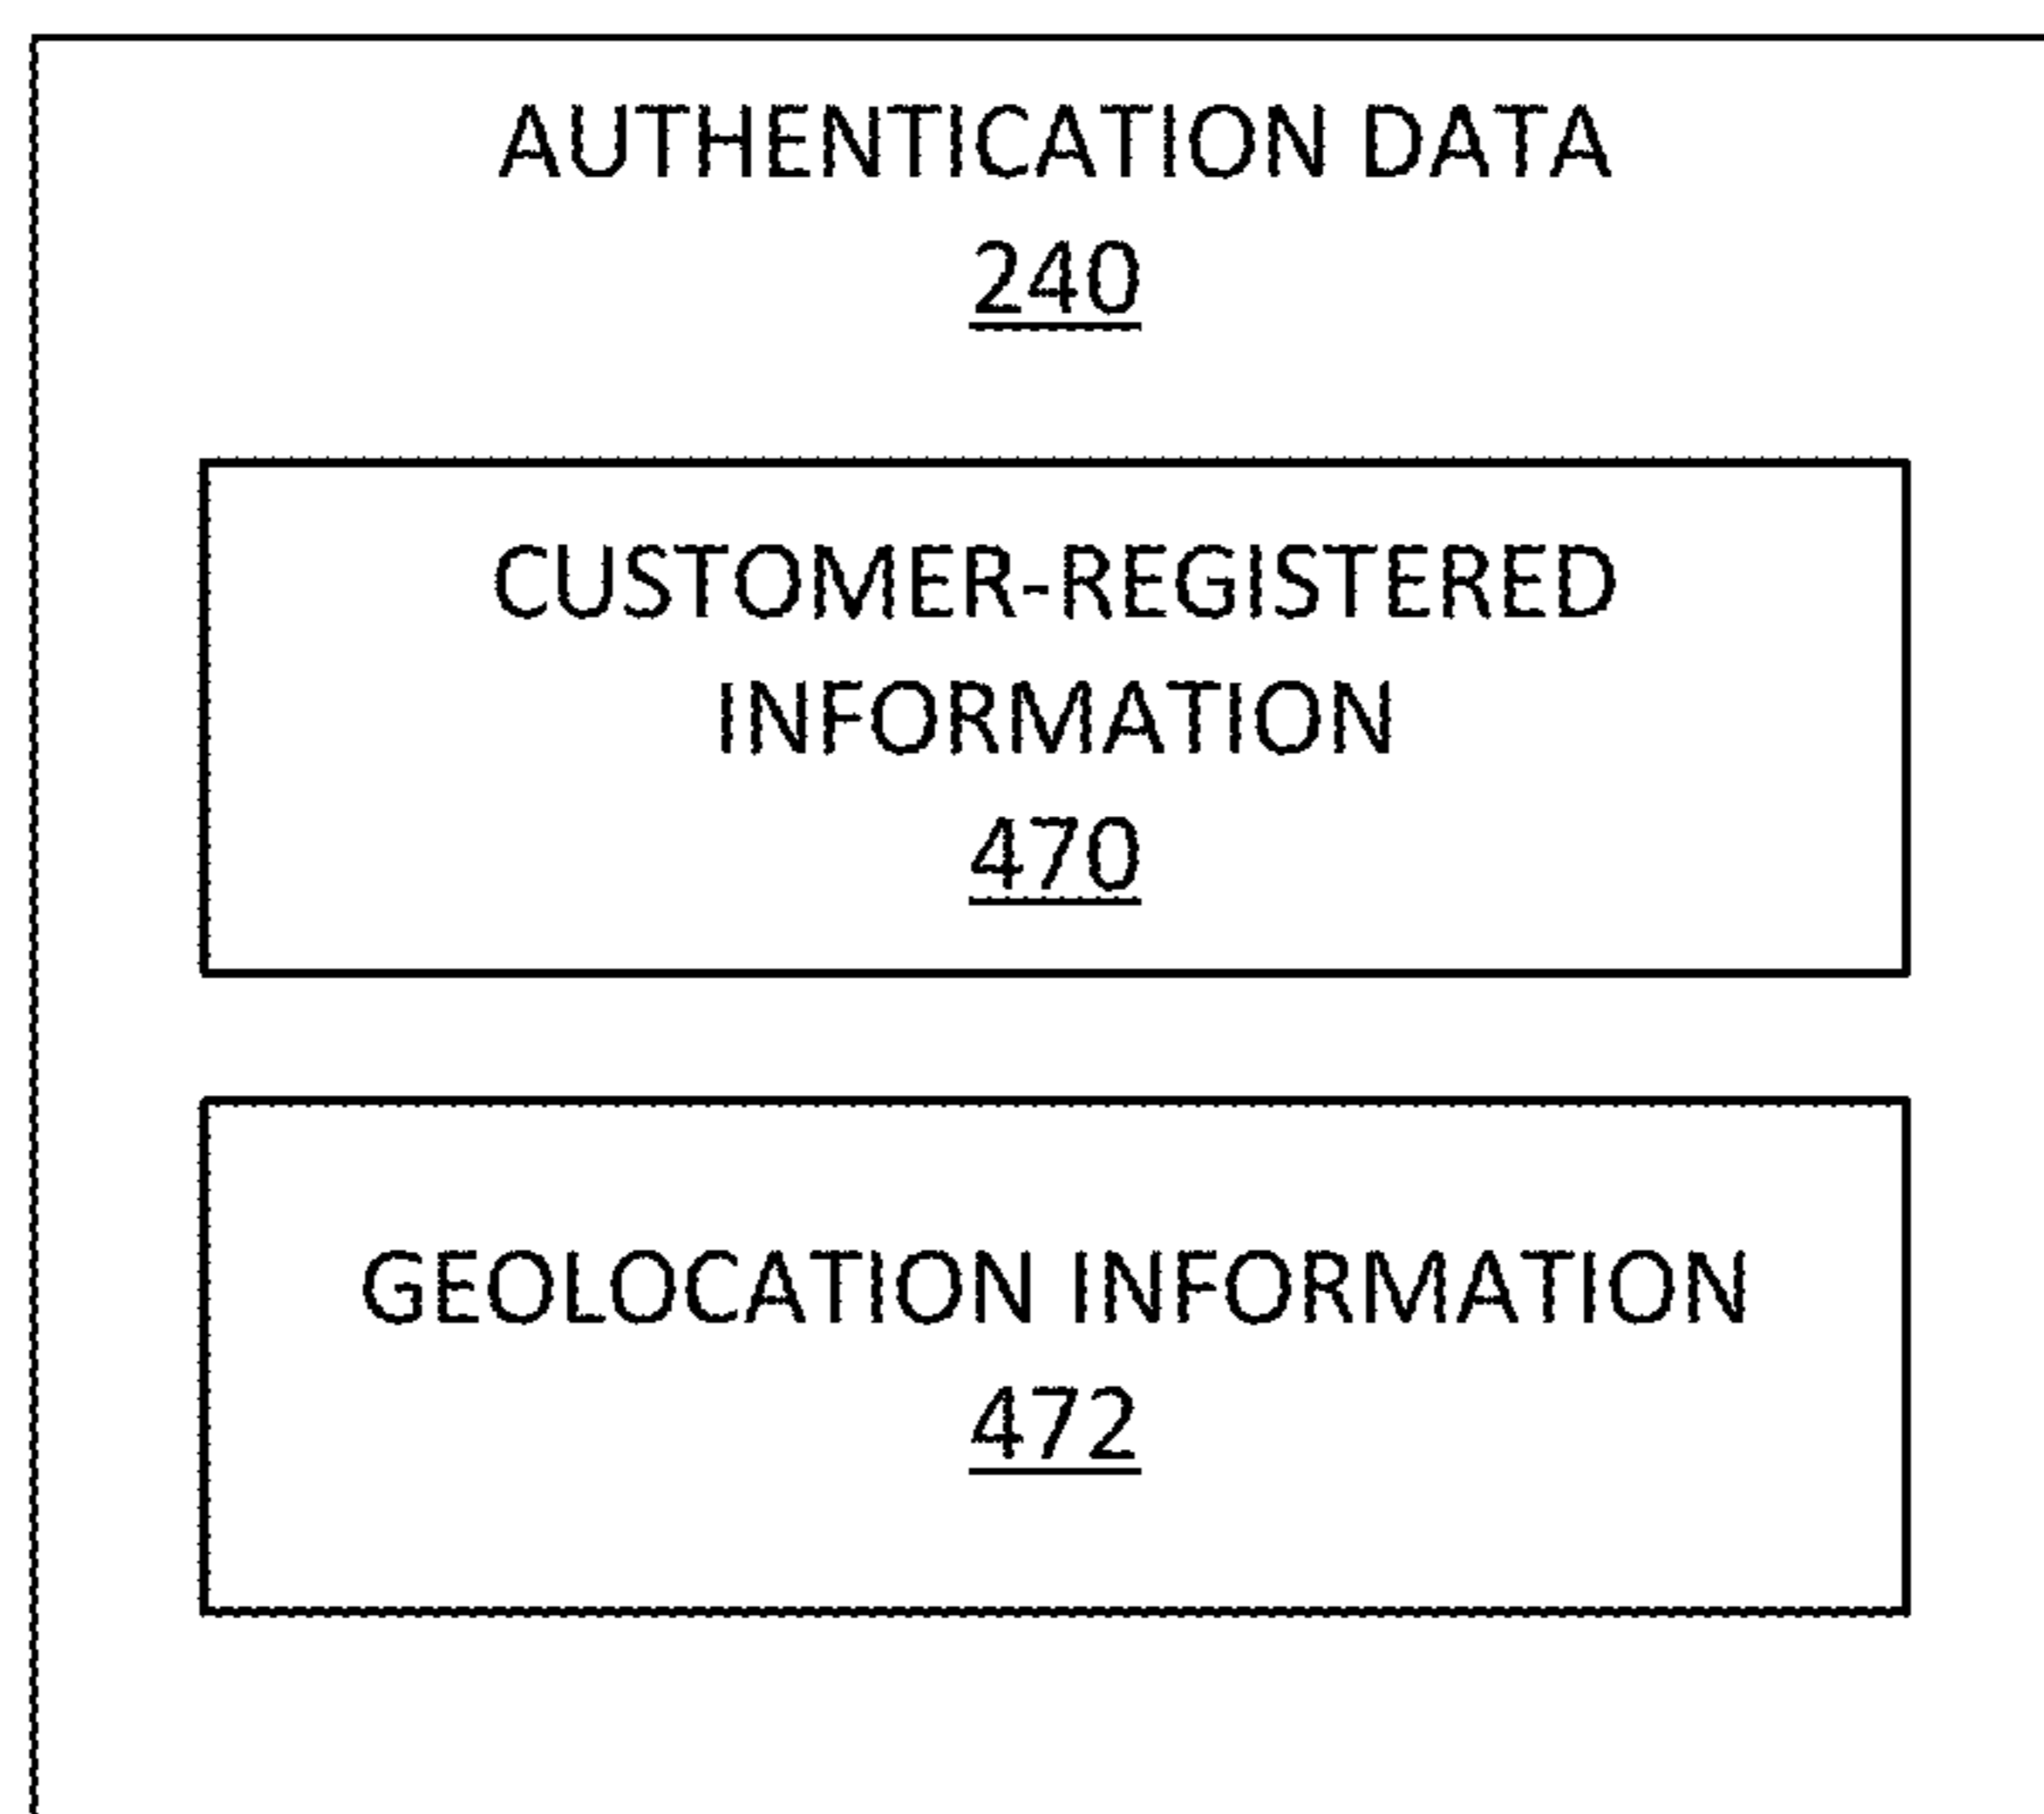 AUTHENTICATION DATA
240
CUSTOMER-REGISTERED
INFORMATION
470
GEOLOCATION INFORMATION
472